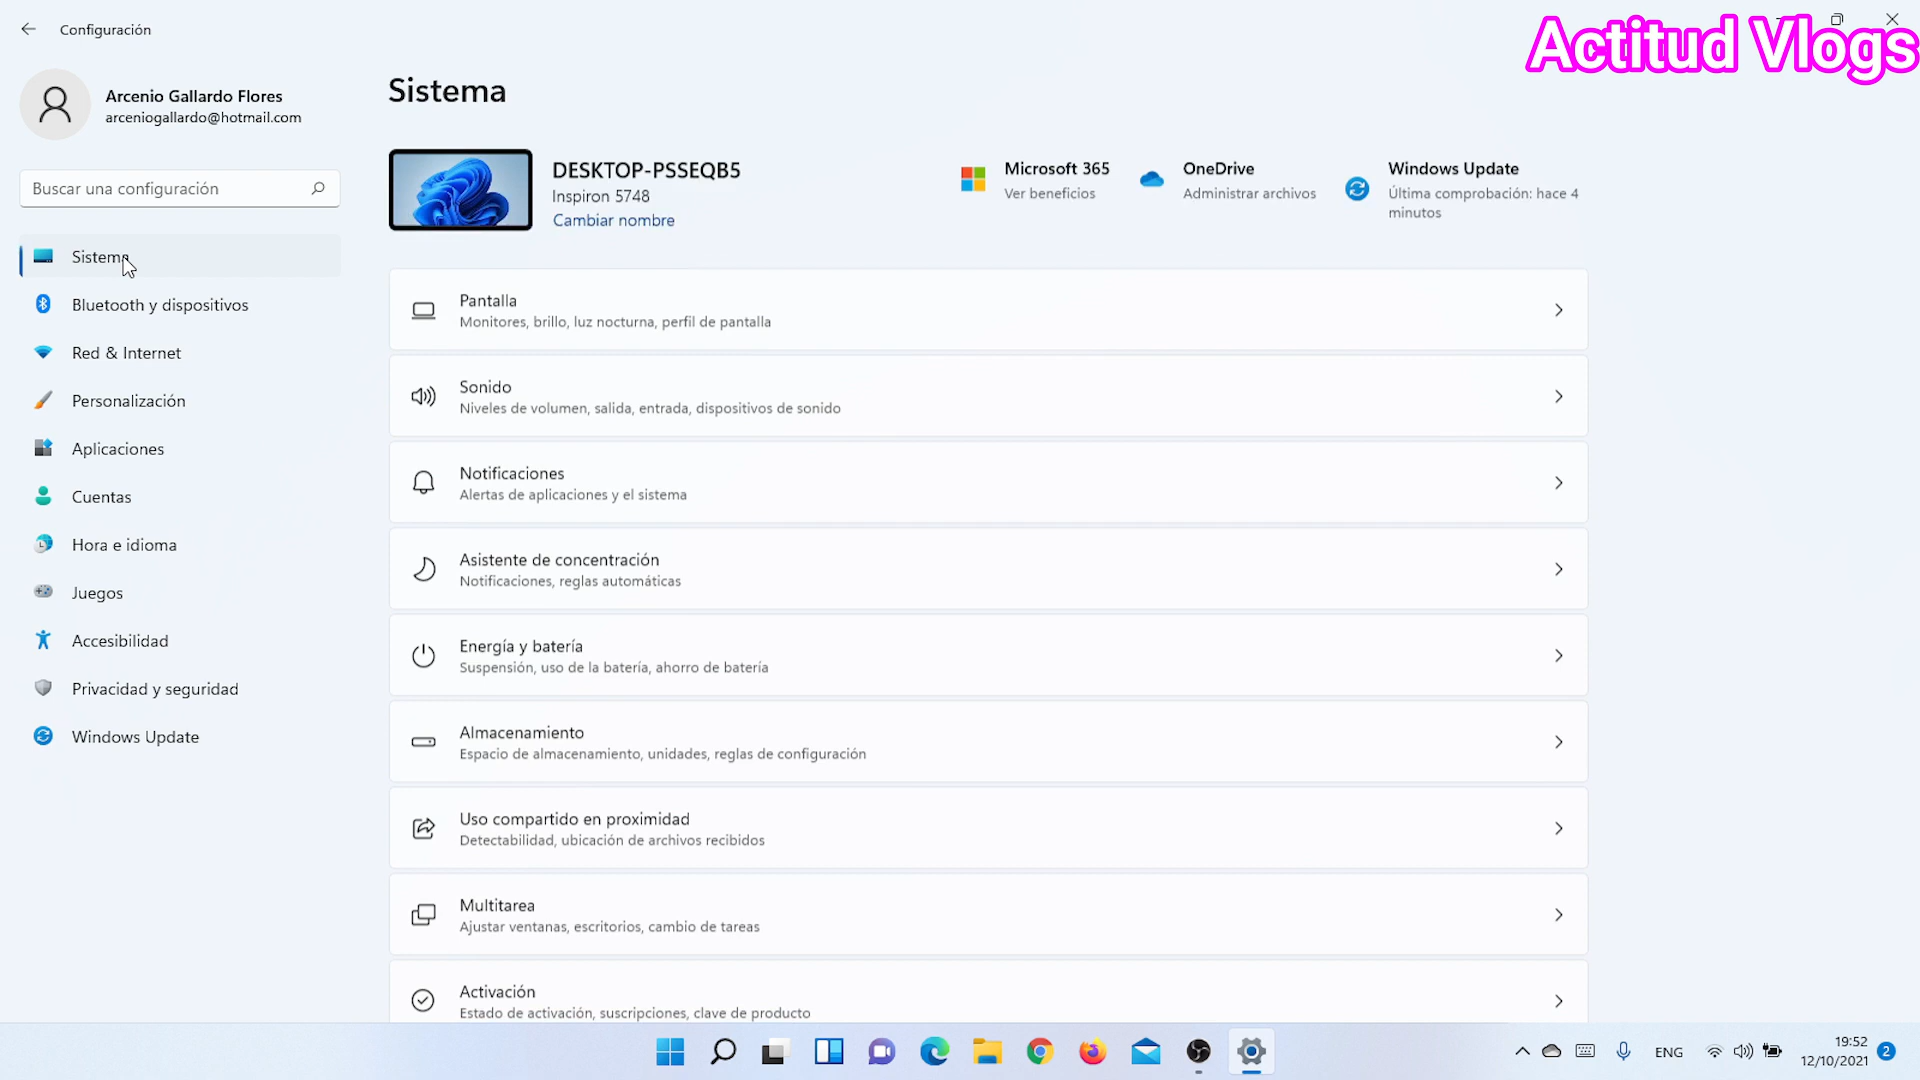 Configuración
Actitud Vlogs
Arcenio Gallardo Flores
arceniogallardo@hotmail.com
Buscar una configuración
Sistema
Bluetooth y dispositivos
Red & Internet
Personalización
Aplicaciones
Cuentas
Hora e idioma
Juegos
Accesibilidad
Privacidad y seguridad
Windows Update
Sistema
DESKTOP-PSSEQB5
Inspiron 5748
Cambiar nombre
Microsoft 365
Ver beneficios
OneDrive
Administrar archivos
Windows Update
Última comprobación: hace 4
minutos
Pantalla
Monitores, brillo, luz nocturna, perfil de pantalla
Sonido
Niveles de volumen, salida, entrada, dispositivos de sonido
Notificaciones
Alertas de aplicaciones y el sistema
Asistente de concentración
Notificaciones, reglas automáticas
Energía y batería
Suspensión, uso de la batería, ahorro de batería
Almacenamiento
Espacio de almacenamiento, unidades, reglas de configuración
Uso compartido en proximidad
Detectabilidad, ubicación de archivos recibidos
Multitarea
Ajustar ventanas, escritorios, cambio de tareas
Activación
Estado de activación, suscripciones, clave de producto
ENG
19:52
12/10/2021
2